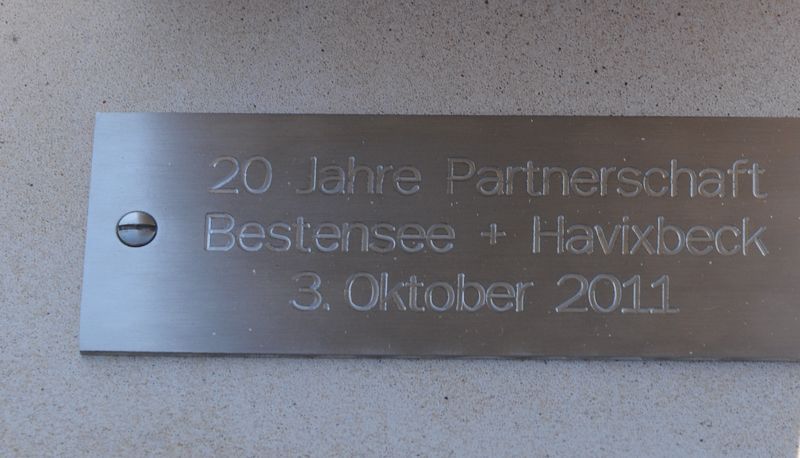 20 Jahre Partnerschaft
Bestensee + Havixbeck
3. Oktober 2011